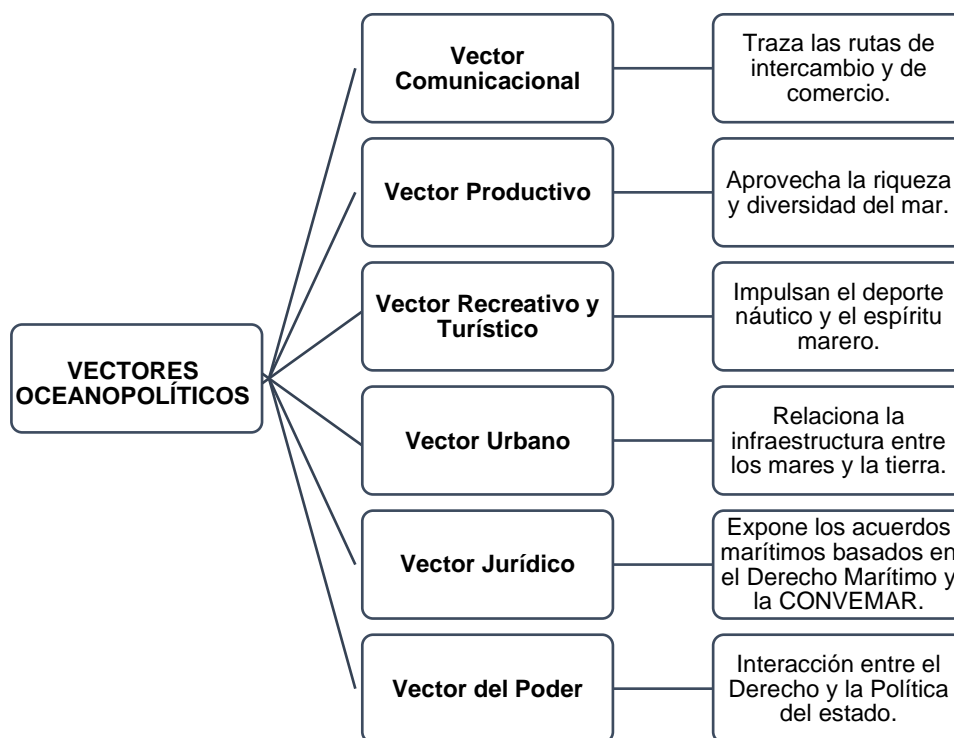 VECTORES
OCEANOPOLÍTICOS
Vector
Comunicacional
Traza las rutas de
intercambio y de
comercio.
Vector Productivo
Aprovecha la riqueza
y diversidad del mar.
Vector Recreativo y
Turístico
Impulsan el deporte
náutico y el espíritu
marero.
Vector Urbano
Relaciona la
infraestructura entre
los mares y la tierra.
Vector Jurídico
Expone los acuerdos
marítimos basados en
el Derecho Marítimo y
la CONVEMAR.
Vector del Poder
Interacción entre el
Derecho y la Política
del estado.